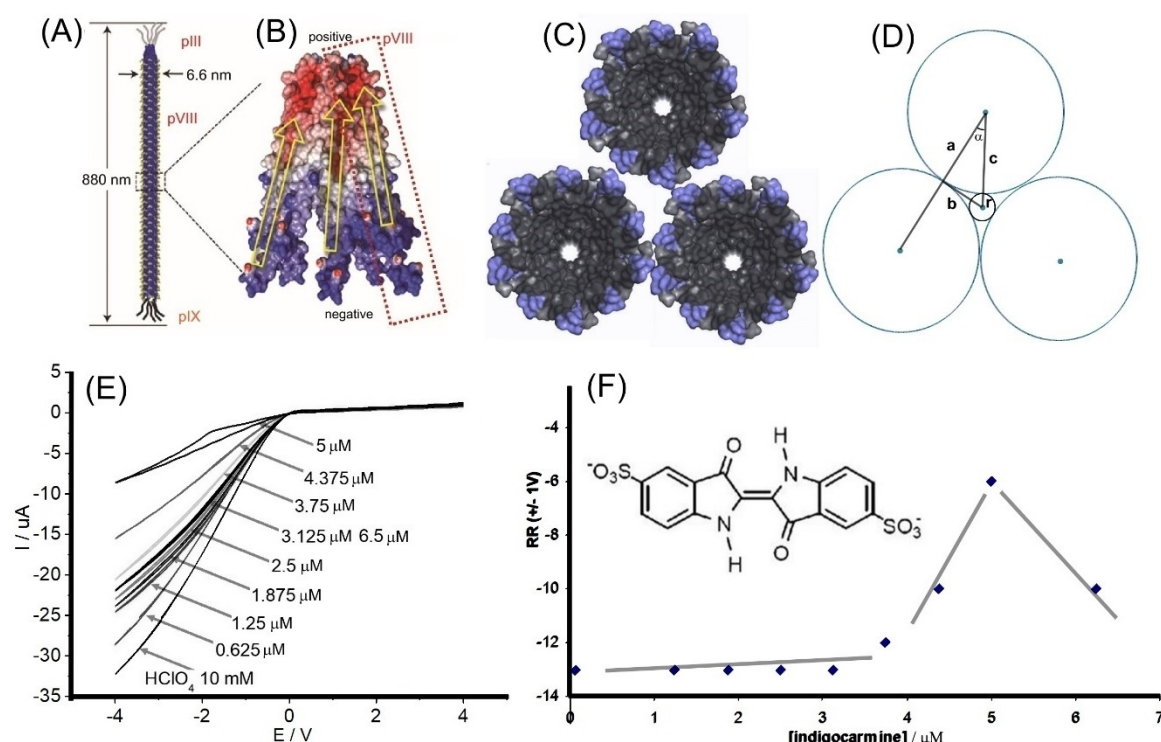 (A)
pIII
6.6 nm
pVIII
880 nm
pIX
(B)
positive
pVIII
negative
(C)
(D)
α
a
c
b
r
(E)
5
0
-5
-10
-15
-20
-25
-30
-35
I / uA
5 μM
4.375 μM
3.75 μM
3.125 μM 6.5 μM
2.5 μM
1.875 μM
1.25 μM
0.625 μM
HClO4 10 mM
-4 -2 0 2 4
E / V
(F)
-4
-6
-8
-10
-12
-14
RR (+/- 1V)
H
O
N
-O3S
SO3-
N
O
H
0 1 2 3 4 5 6 7
[indigocarmine] / μM